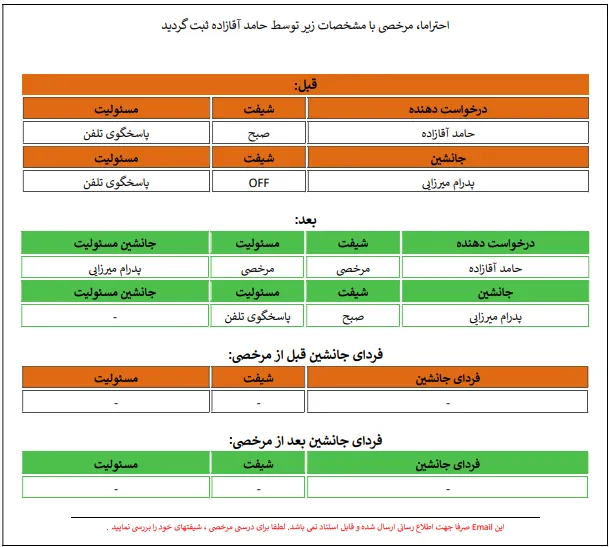 احتراما، مرخصی با مشخصات زیر توسط حامد آقازاده ثبت گردید
قبل:
درخواست دهنده شیفت مسئولیت
حامد آقازاده صبح پاسخگوی تلفن
جانشین شیفت مسئولیت
پدرام میرزایی OFF پاسخگوی تلفن
بعد:
درخواست دهنده شیفت مسئولیت جانشین مسئولیت
حامد آقازاده مرخصی مرخصی پدرام میرزایی
جانشین شیفت مسئولیت جانشین مسئولیت
پدرام میرزایی صبح پاسخگوی تلفن -
فردای جانشین قبل از مرخصی:
فردای جانشین شیفت مسئولیت
- - -
فردای جانشین بعد از مرخصی:
فردای جانشین شیفت مسئولیت
- - -
این Email صرفا جهت اطلاع رسانی ارسال شده و قابل استناد نمی باشد. لطفا برای درستی مرخصی ، شیفتهای خود را بررسی نمایید .